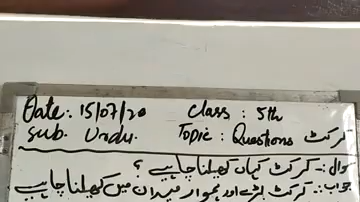 Date: 15/07/20 Class: 5th
Sub. Urdu. Topic: Questions کرکٹ
سوال:- کرکٹ کہاں کھیلنا چاہیے ؟
جواب:- کرکٹ بڑے اور ہموار میدان میں کھیلنا چاہیے